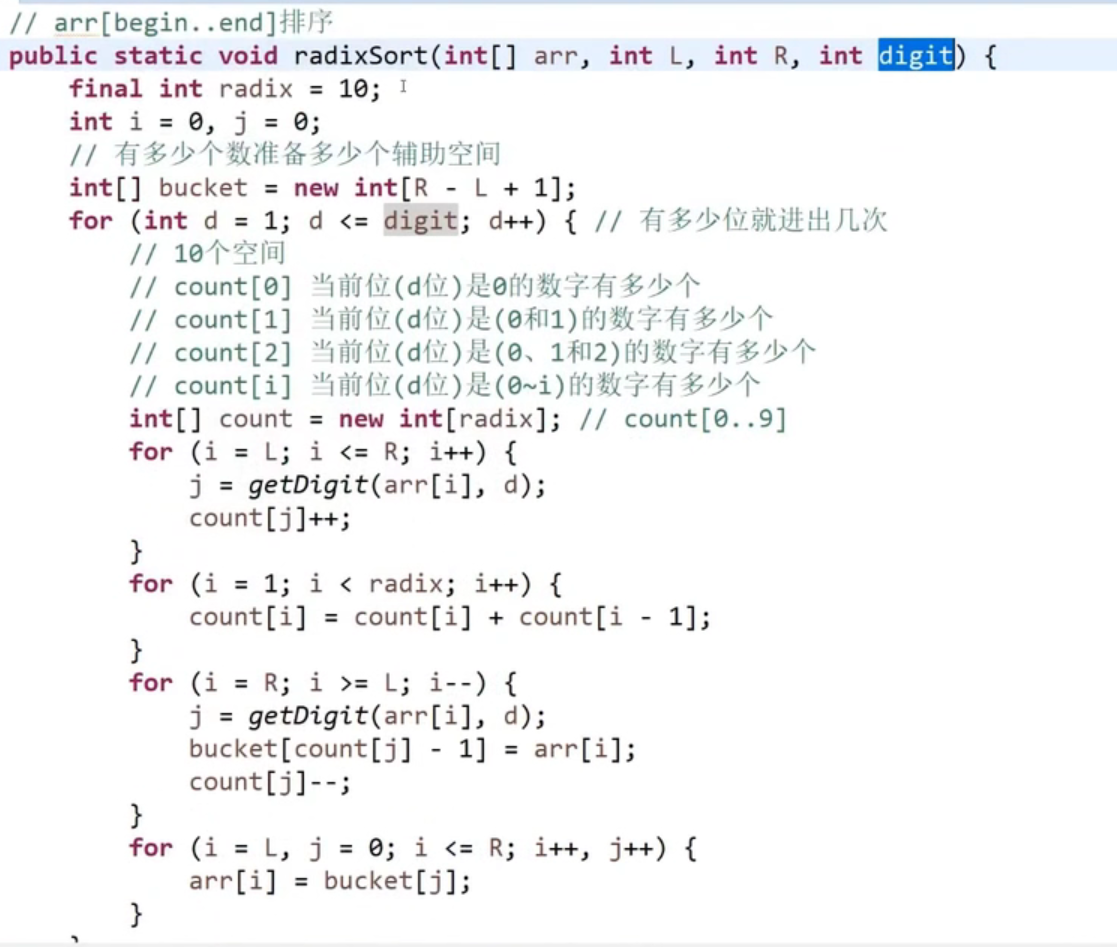 // arr[begin..end]排序
public static void radixSort(int[] arr, int L, int R, int digit) {
    final int radix = 10;
    int i = 0, j = 0;
    // 有多少个数准备多少个辅助空间
    int[] bucket = new int[R - L + 1];
    for (int d = 1; d <= digit; d++) { // 有多少位就进出几次
        // 10个空间
        // count[0] 当前位(d位)是0的数字有多少个
        // count[1] 当前位(d位)是(0和1)的数字有多少个
        // count[2] 当前位(d位)是(0、1和2)的数字有多少个
        // count[i] 当前位(d位)是(0~i)的数字有多少个
        int[] count = new int[radix]; // count[0..9]
        for (i = L; i <= R; i++) {
            j = getDigit(arr[i], d);
            count[j]++;
        }
        for (i = 1; i < radix; i++) {
            count[i] = count[i] + count[i - 1];
        }
        for (i = R; i >= L; i--) {
            j = getDigit(arr[i], d);
            bucket[count[j] - 1] = arr[i];
            count[j]--;
        }
        for (i = L, j = 0; i <= R; i++, j++) {
            arr[i] = bucket[j];
        }